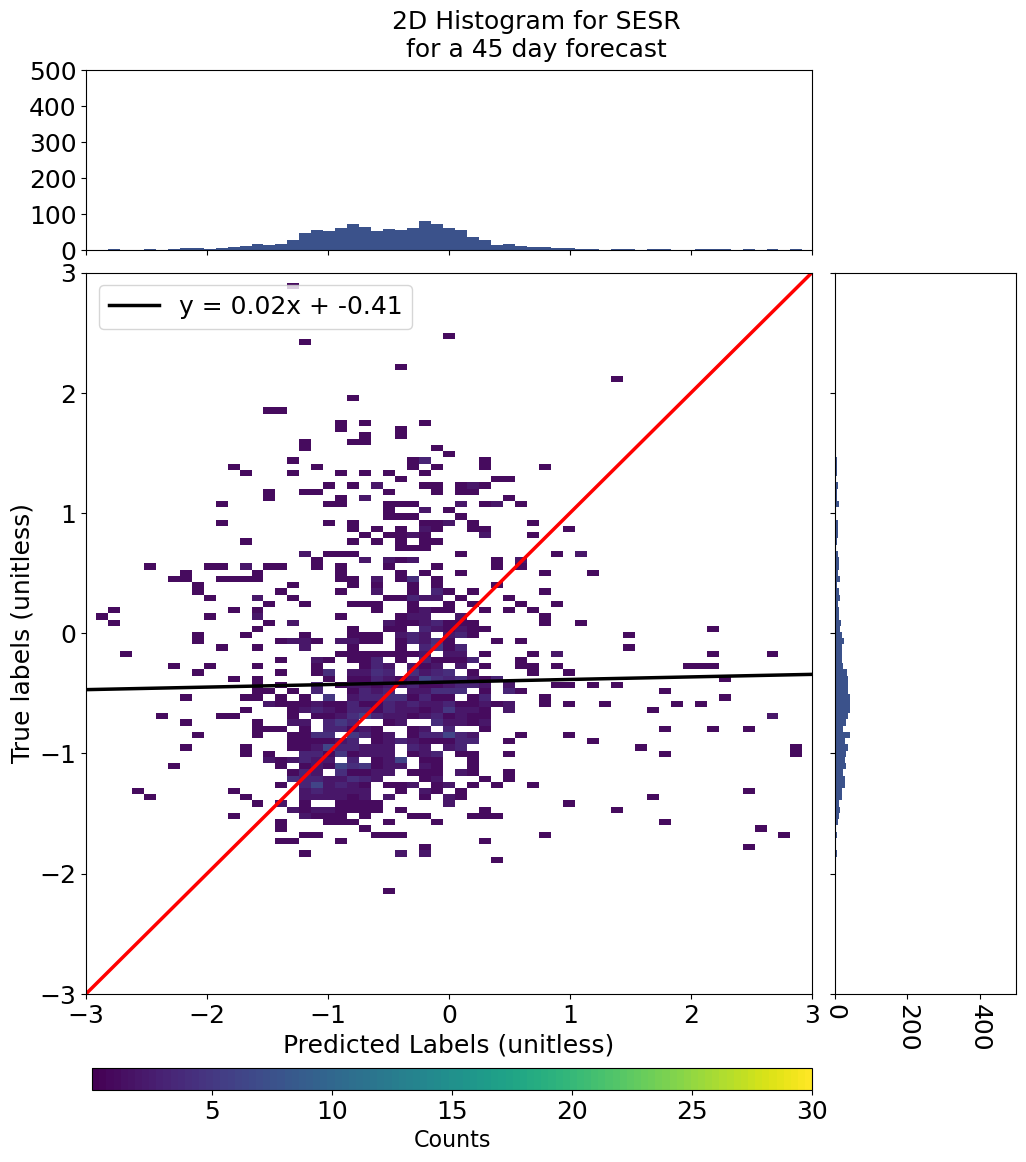 2D Histogram for SESR
for a 45 day forecast
500
400
300
200
100
0
3
2
1
0
−1
−2
−3
True labels (unitless)
y = 0.02x + -0.41
−3 −2 −1 0 1 2 3
Predicted Labels (unitless)
0 200 400
5 10 15 20 25 30
Counts